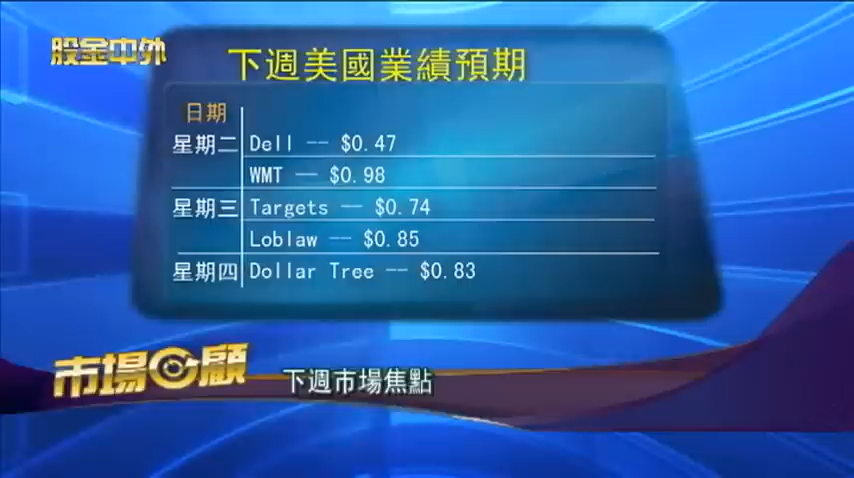 股金中外
下週美國業績預期
日期
星期二 Dell -- $0.47
WMT -- $0.98
星期三 Targets -- $0.74
Loblaw -- $0.85
星期四 Dollar Tree -- $0.83
市場回顧
下週市場焦點